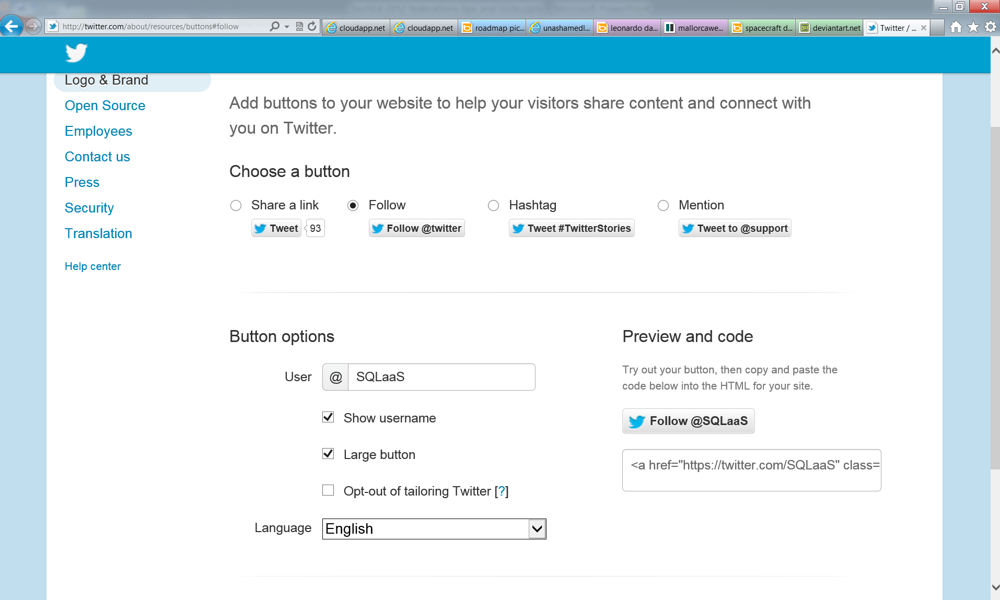 http://twitter.com/about/resources/buttons#follow
cloudapp.net
cloudapp.net
roadmap pic...
unashamedl...
leonardo da...
mallorcawe...
spacecraft d...
deviantart.net
Twitter / ...
Logo & Brand
Open Source
Employees
Contact us
Press
Security
Translation
Help center
Add buttons to your website to help your visitors share content and connect with
you on Twitter.
Choose a button
Share a link
Follow
Hashtag
Mention
Tweet 93
Follow @twitter
Tweet #TwitterStories
Tweet to @support
Button options
User @ SQLaaS
Show username
Large button
Opt-out of tailoring Twitter [?]
Language English
Preview and code
Try out your button, then copy and paste the
code below into the HTML for your site.
Follow @SQLaaS
<a href="https://twitter.com/SQLaaS" class=